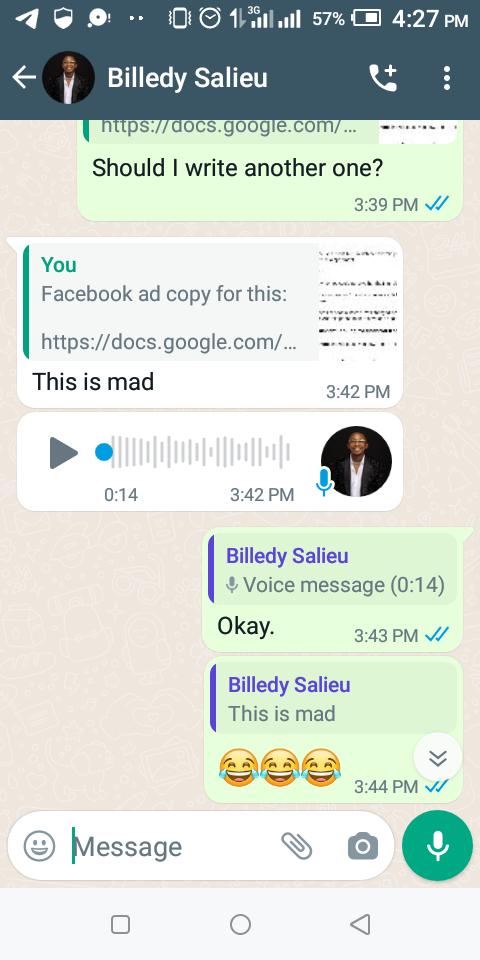 3G
57% 4:27 PM
Billedy Salieu
https://docs.google.com/...
Should I write another one?
3:39 PM
You
Facebook ad copy for this:
https://docs.google.com/...
This is mad
3:42 PM
0:14 3:42 PM
Billedy Salieu
Voice message (0:14)
Okay.
3:43 PM
Billedy Salieu
This is mad
😂😂😂
3:44 PM
Message